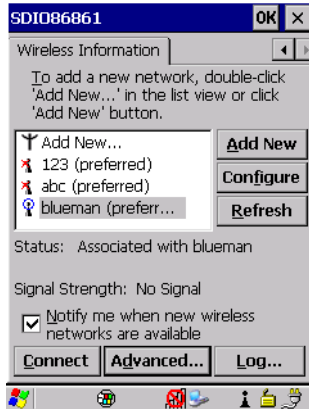 SDIO86861 OK ×
Wireless Information
To add a new network, double-click
'Add New...' in the list view or click
'Add New' button.
Add New...
123 (preferred)
abc (preferred)
blueman (preferr...
Add New
Configure
Refresh
Status: Associated with blueman
Signal Strength: No Signal
Notify me when new wireless
networks are available
Connect Advanced... Log...